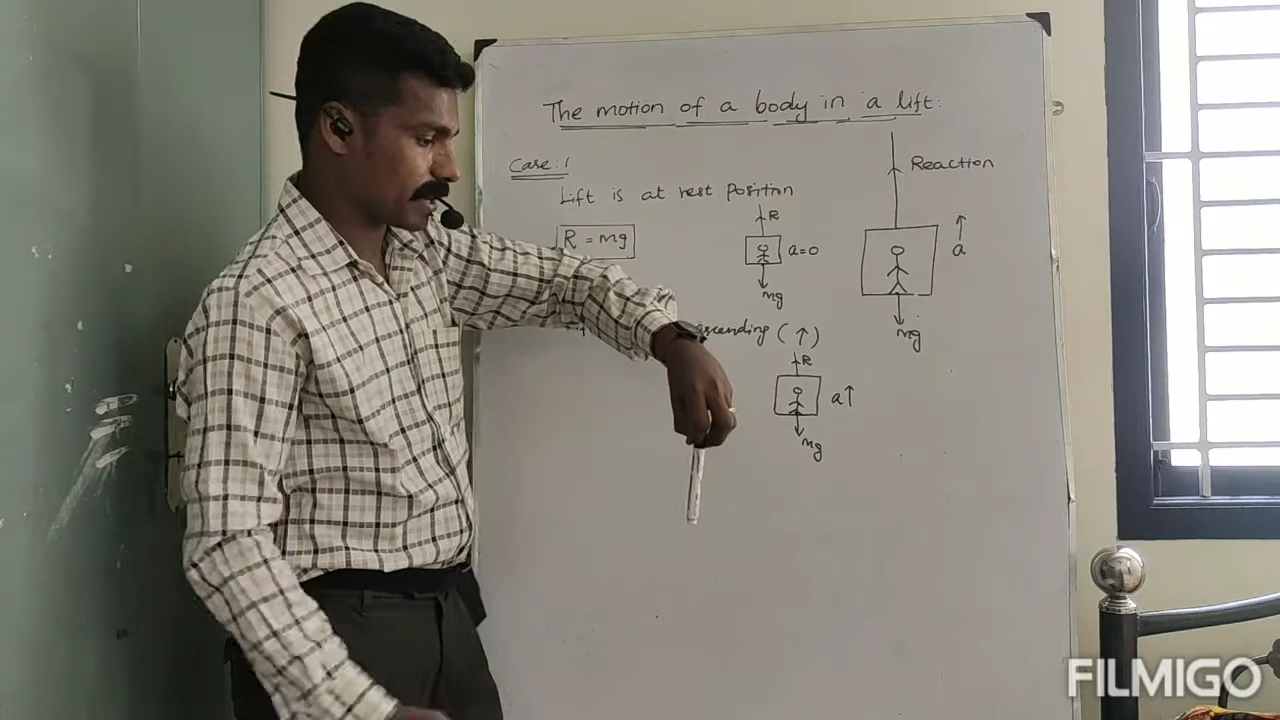 The motion of a body in a lift:
Case: 1
Lift is at rest position
R = mg
R
a=0
mg
Reaction
a
mg
ascending (↑)
R
a↑
mg
FILMIGO